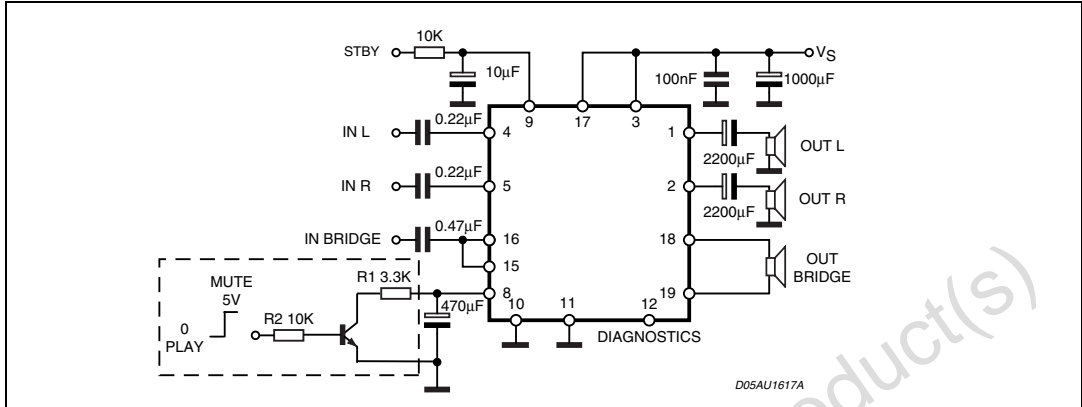 10K
STBY
10µF
0.22µF
IN L
0.22µF
IN R
0.47µF
IN BRIDGE
MUTE
5V
0
PLAY
R2 10K
R1 3.3K
470µF
9
17
3
4
5
16
15
8
10
11
12
DIAGNOSTICS
1
2
18
19
100nF
1000µF
VS
2200µF
OUT L
2200µF
OUT R
OUT
BRIDGE
D05AU1617A